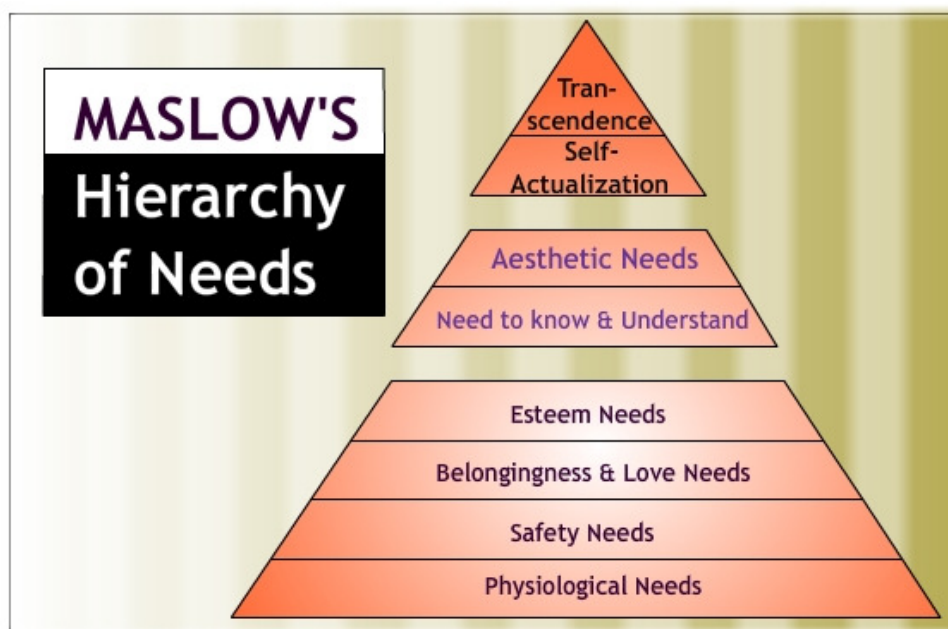 MASLOW'S
Hierarchy
of Needs
Tran-
scendence
Self-
Actualization
Aesthetic Needs
Need to know & Understand
Esteem Needs
Belongingness & Love Needs
Safety Needs
Physiological Needs